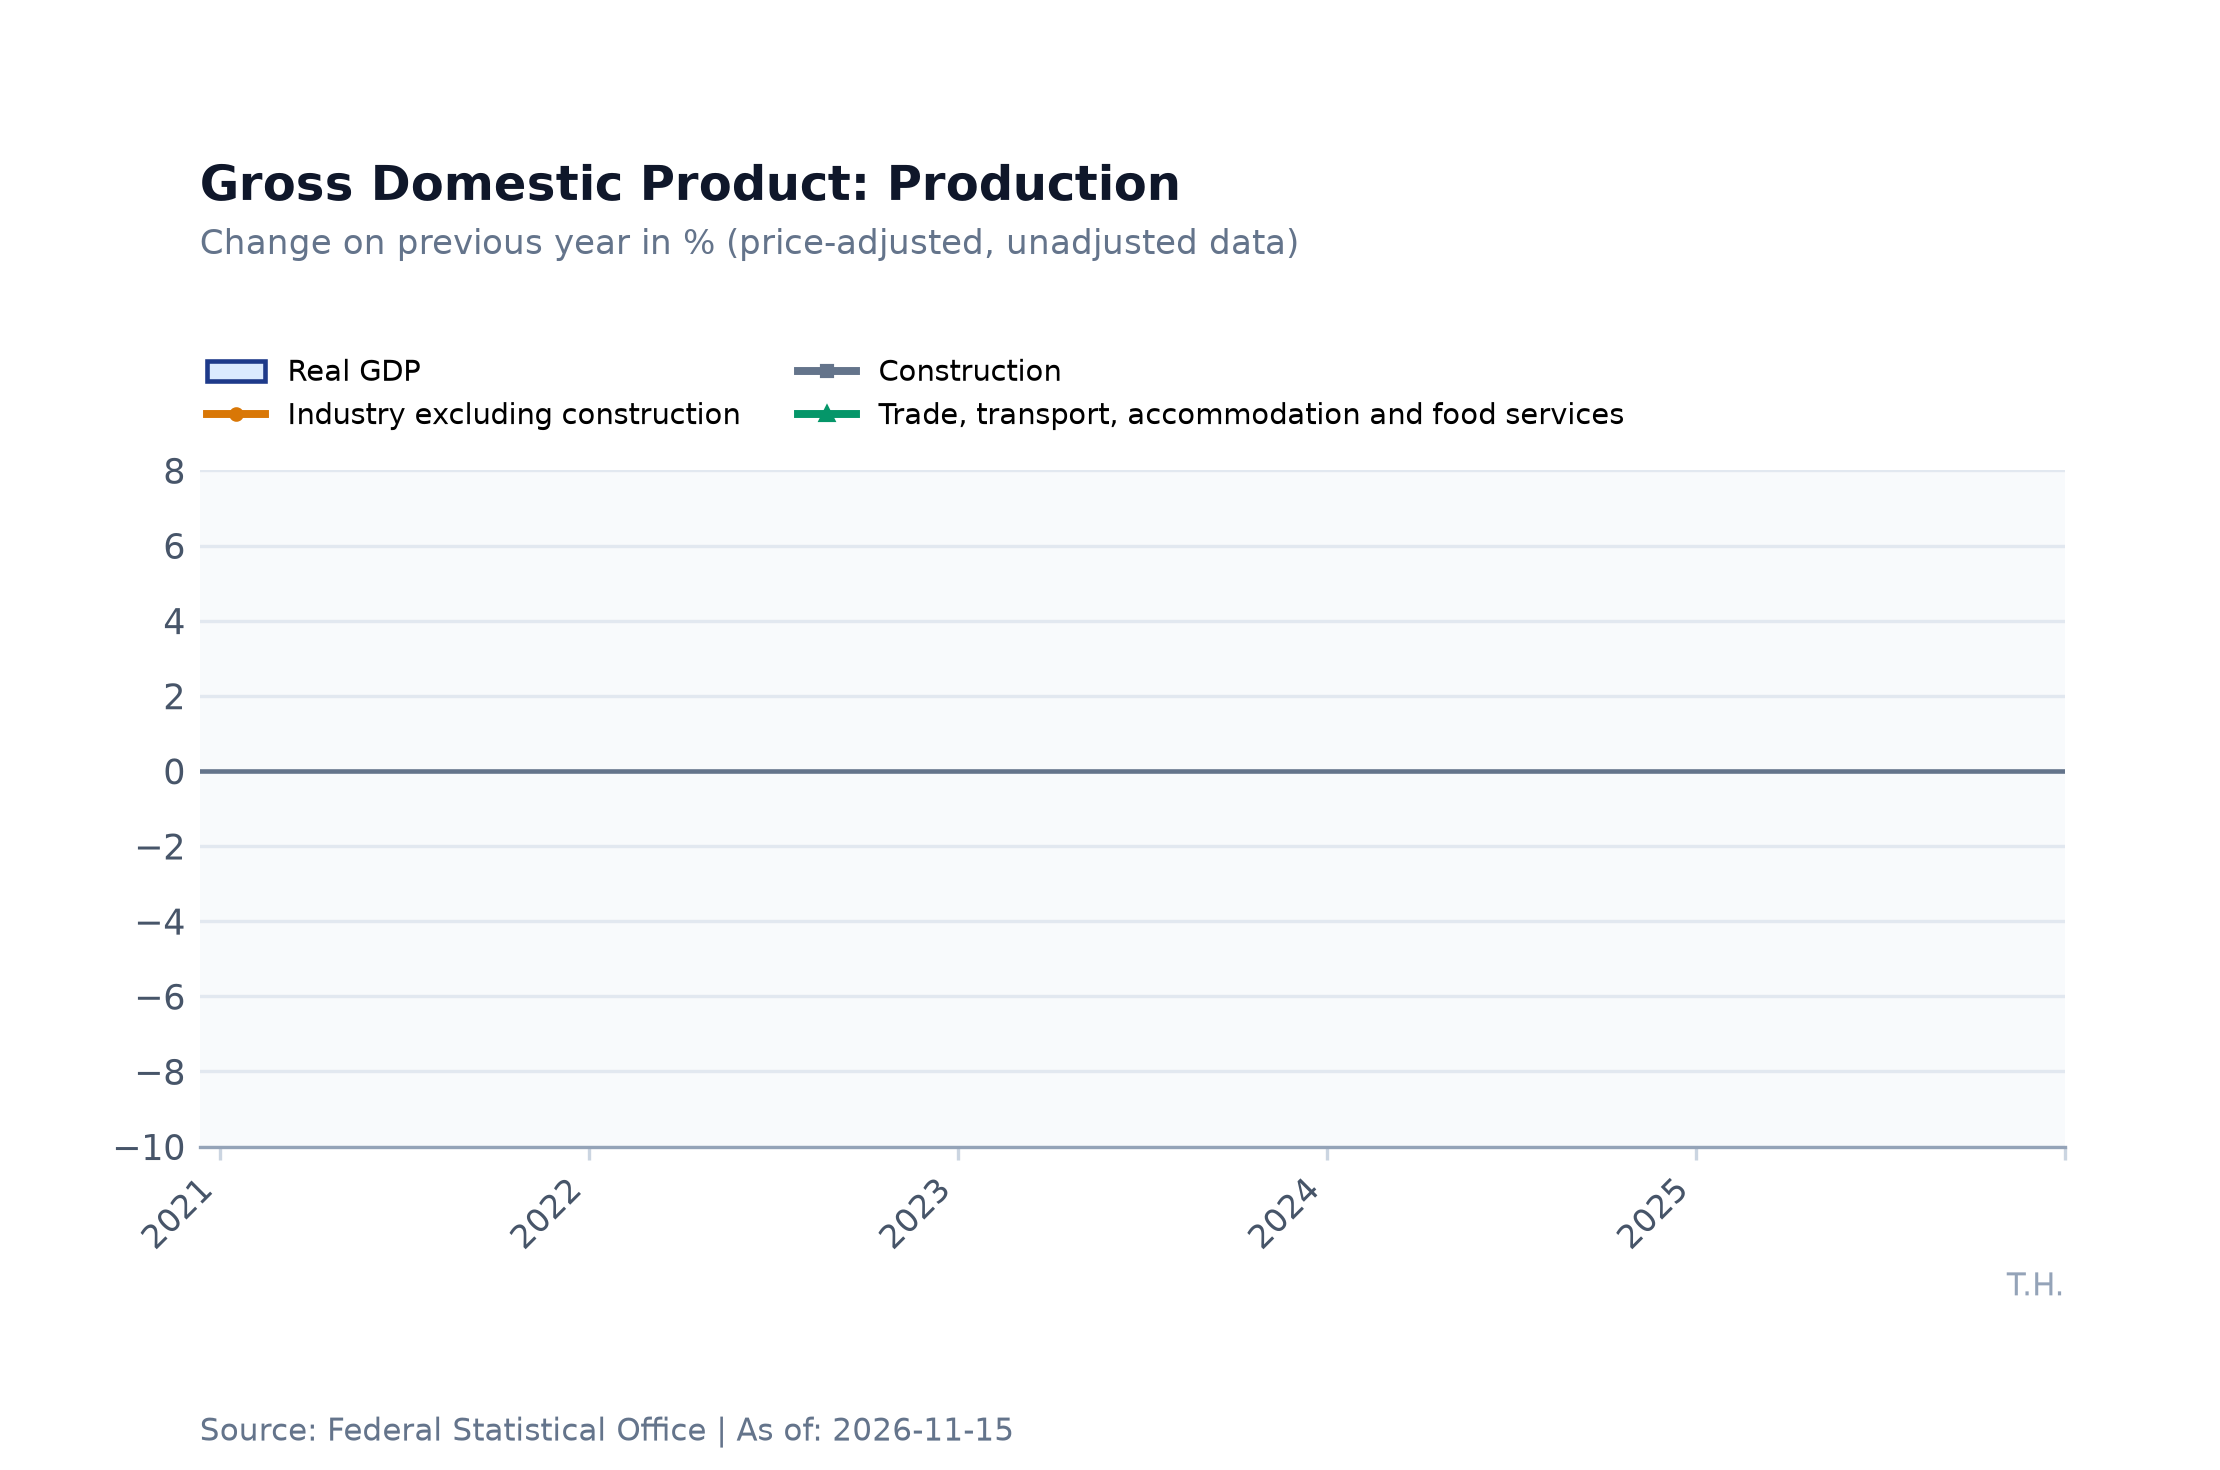 Gross Domestic Product: Production
Change on previous year in % (price-adjusted, unadjusted data)
Real GDP
Construction
Industry excluding construction
Trade, transport, accommodation and food services
8
6
4
2
0
−2
−4
−6
−8
−10
2021
2022
2023
2024
2025
T.H.
Source: Federal Statistical Office | As of: 2026-11-15